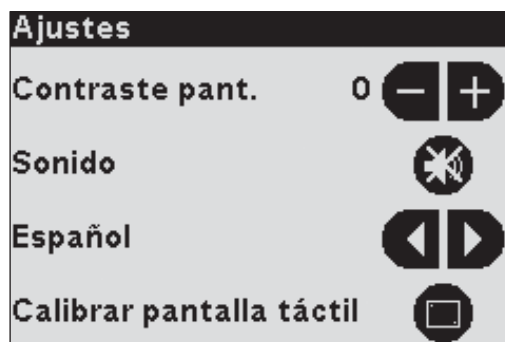 Ajustes
Contraste pant. 0 - +
Sonido
Español
Calibrar pantalla táctil